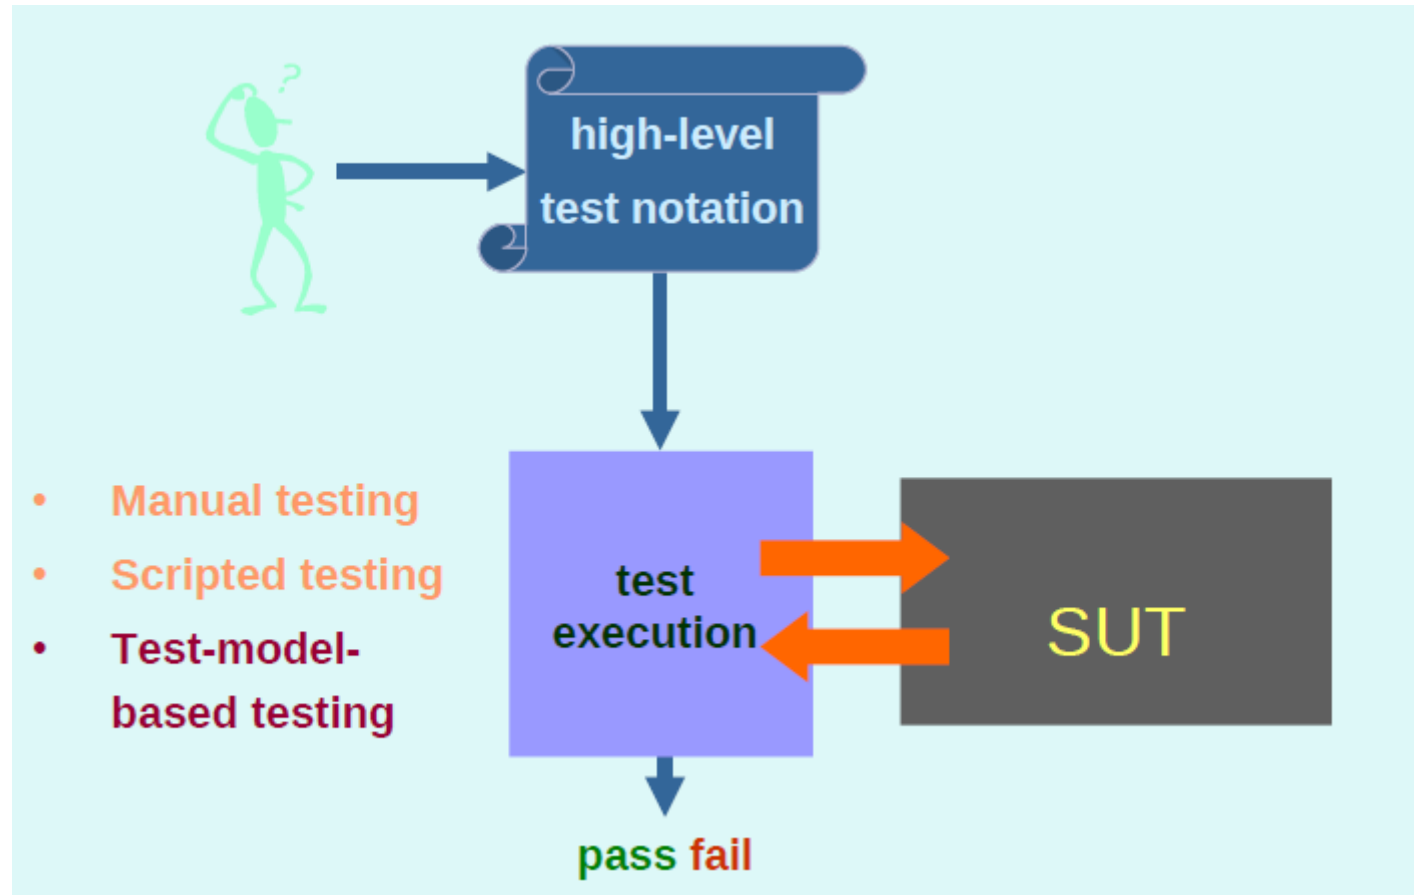 ?
high-level
test notation
• Manual testing
• Scripted testing
• Test-model-
based testing
test
execution
SUT
pass fail